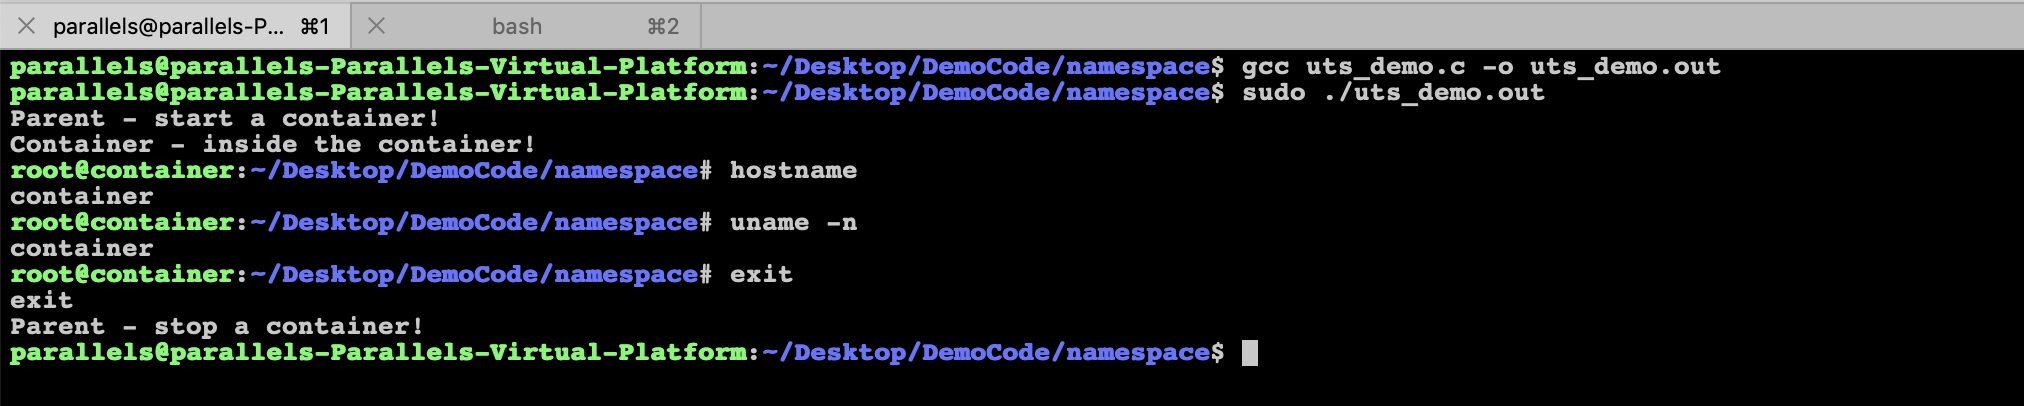 parallels@parallels-P... ⌘1 bash ⌘2
parallels@parallels-Parallels-Virtual-Platform:~/Desktop/DemoCode/namespace$ gcc uts_demo.c -o uts_demo.out
parallels@parallels-Parallels-Virtual-Platform:~/Desktop/DemoCode/namespace$ sudo ./uts_demo.out
Parent - start a container!
Container - inside the container!
root@container:~/Desktop/DemoCode/namespace# hostname
container
root@container:~/Desktop/DemoCode/namespace# uname -n
container
root@container:~/Desktop/DemoCode/namespace# exit
exit
Parent - stop a container!
parallels@parallels-Parallels-Virtual-Platform:~/Desktop/DemoCode/namespace$